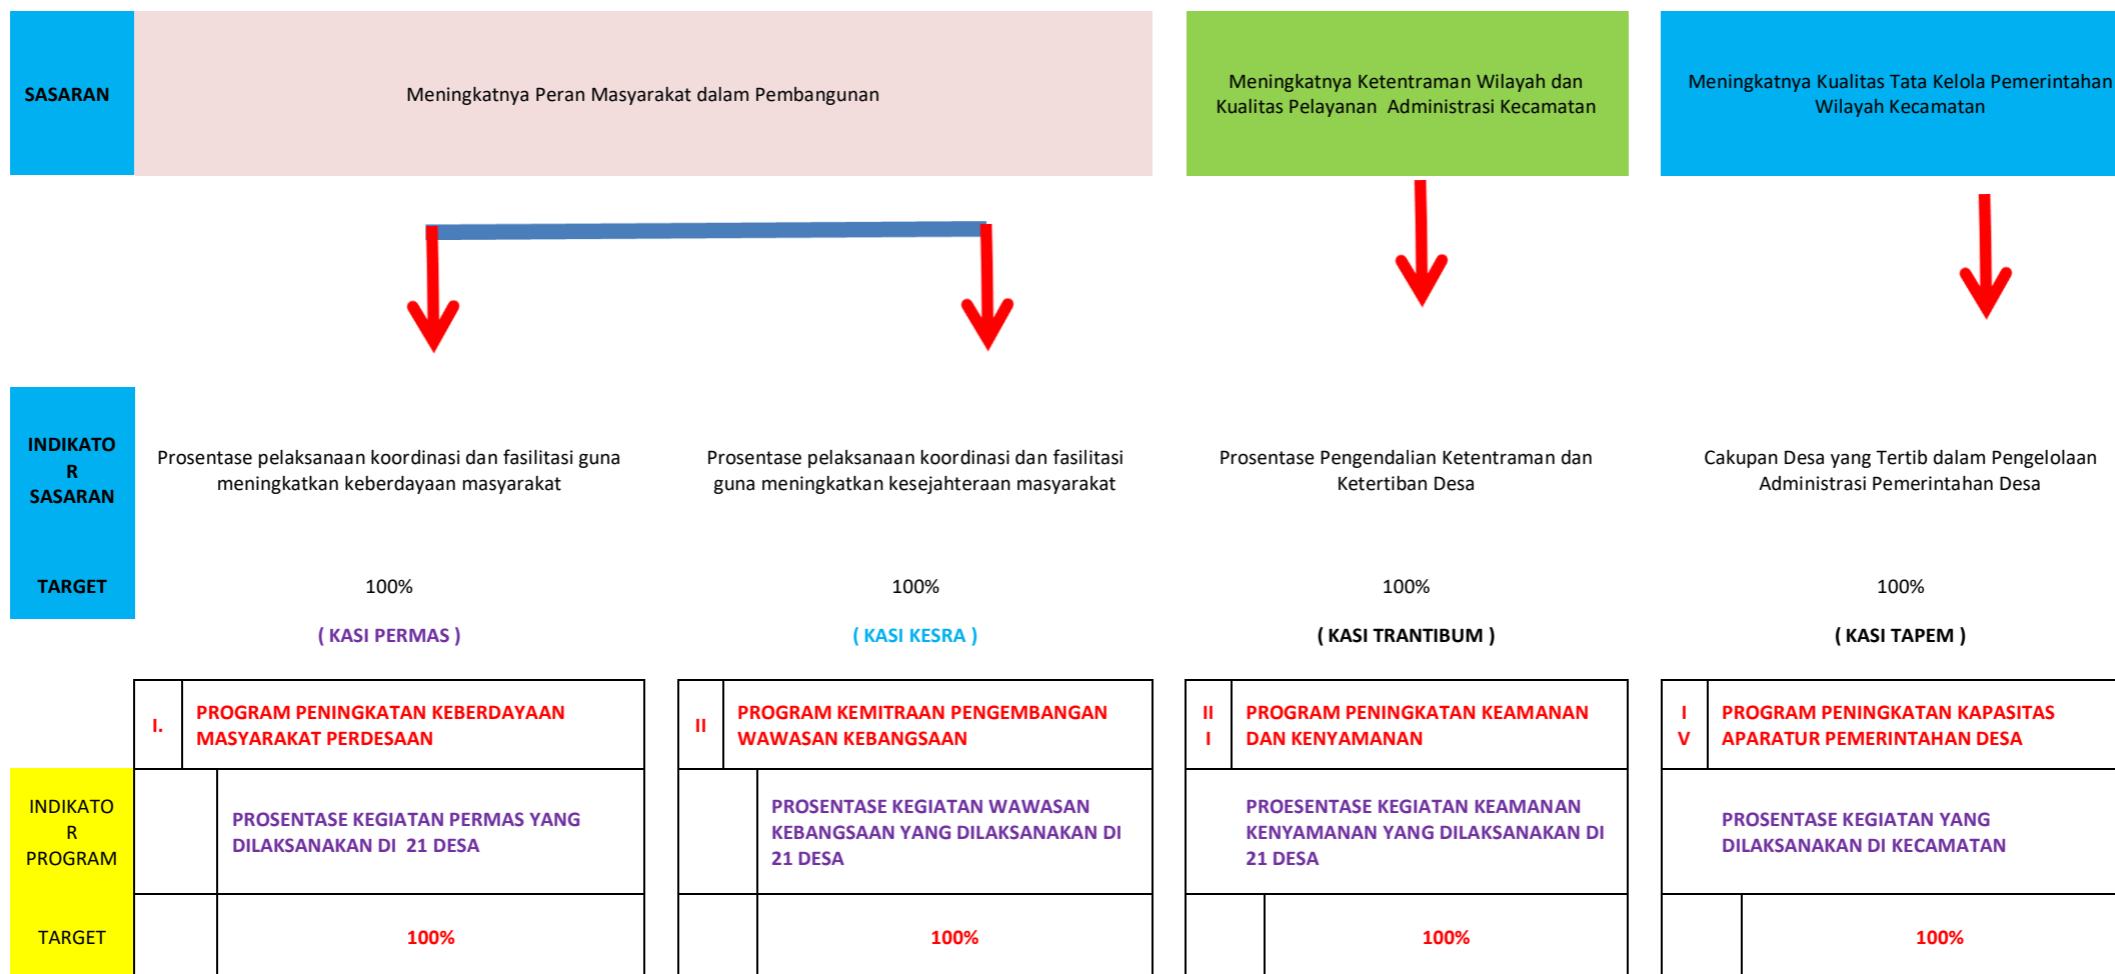 SASARAN
Meningkatnya Peran Masyarakat dalam Pembangunan
Meningkatnya Ketentraman Wilayah dan
Kualitas Pelayanan  Administrasi Kecamatan
Meningkatnya Kualitas Tata Kelola Pemerintahan
Wilayah Kecamatan
INDIKATO
R
SASARAN
Prosentase pelaksanaan koordinasi dan fasilitasi guna
meningkatkan keberdayaan masyarakat
Prosentase pelaksanaan koordinasi dan fasilitasi
guna meningkatkan kesejahteraan masyarakat
Prosentase Pengendalian Ketentraman dan
Ketertiban Desa
Cakupan Desa yang Tertib dalam Pengelolaan
Administrasi Pemerintahan Desa
TARGET
100%
100%
100%
100%
( KASI PERMAS )
( KASI KESRA )
( KASI TRANTIBUM )
( KASI TAPEM )
I.
PROGRAM PENINGKATAN KEBERDAYAAN
MASYARAKAT PERDESAAN
II
PROGRAM KEMITRAAN PENGEMBANGAN
WAWASAN KEBANGSAAN
II
I
PROGRAM PENINGKATAN KEAMANAN
DAN KENYAMANAN
I
V
PROGRAM PENINGKATAN KAPASITAS
APARATUR PEMERINTAHAN DESA
INDIKATO
R
PROGRAM
PROSENTASE KEGIATAN PERMAS YANG
DILAKSANAKAN DI  21 DESA
PROSENTASE KEGIATAN WAWASAN
KEBANGSAAN YANG DILAKSANAKAN DI
21 DESA
PROESENTASE KEGIATAN KEAMANAN
KENYAMANAN YANG DILAKSANAKAN DI
21 DESA
PROSENTASE KEGIATAN YANG
DILAKSANAKAN DI KECAMATAN
TARGET
100%
100%
100%
100%